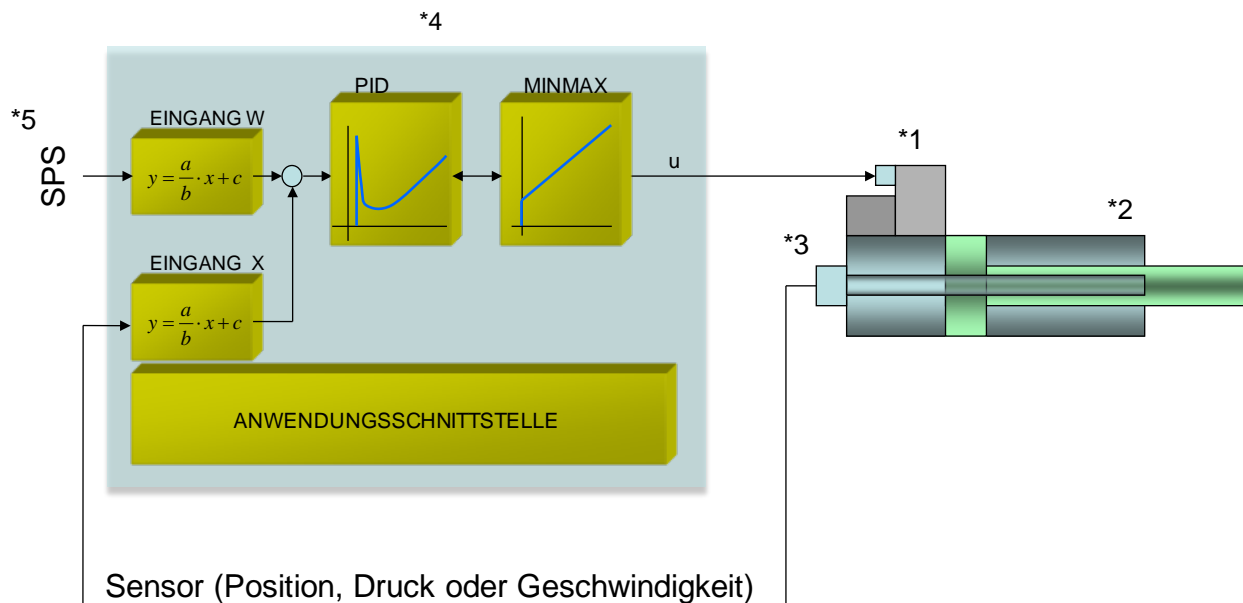 *4
PID
MINMAX
*5
EINGANG W
SPS
y = a/b · x + c
u
*1
*2
*3
EINGANG X
y = a/b · x + c
ANWENDUNGSSCHNITTSTELLE
Sensor (Position, Druck oder Geschwindigkeit)